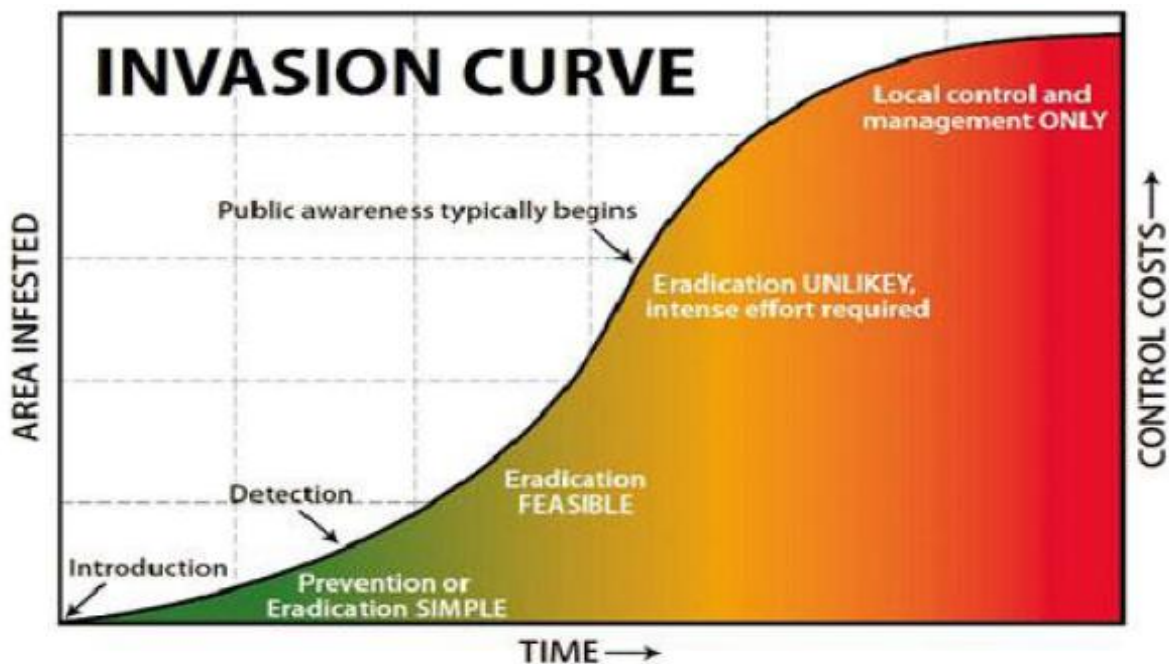 INVASION CURVE
Local control and
management ONLY
Public awareness typically begins
Eradication UNLIKEY,
intense effort required
Eradication
FEASIBLE
Detection
Introduction
Prevention or
Eradication SIMPLE
AREA INFESTED
CONTROL COSTS →
TIME →